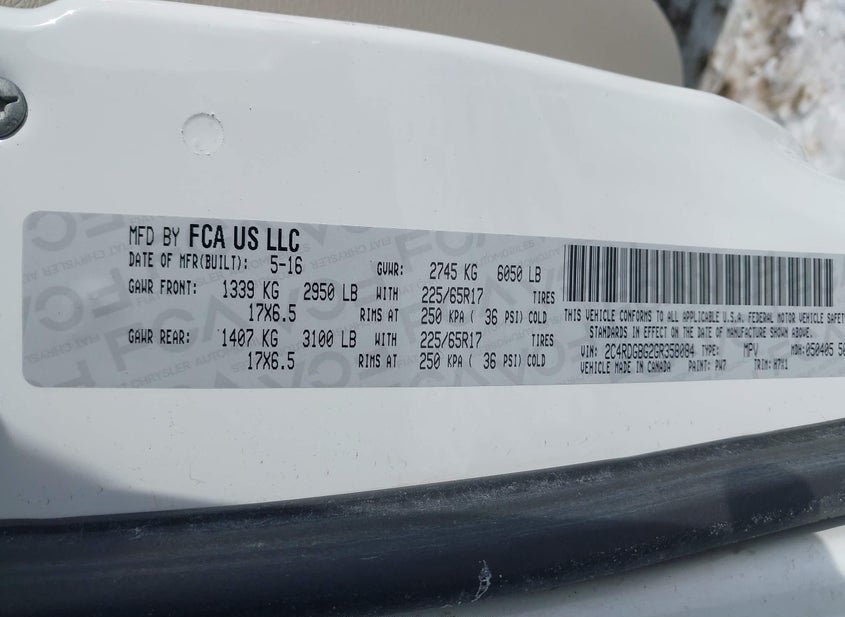 MFD BY FCA US LLC
DATE OF MFR(BUILT): 5-16 GVWR: 2745 KG 6050 LB
GAWR FRONT: 1339 KG 2950 LB WITH 225/65R17 TIRES
17X6.5 RIMS AT 250 KPA ( 36 PSI) COLD
GAWR REAR: 1407 KG 3100 LB WITH 225/65R17 TIRES
17X6.5 RIMS AT 250 KPA ( 36 PSI) COLD
THIS VEHICLE CONFORMS TO ALL APPLICABLE U.S.A. FEDERAL MOTOR VEHICLE SAFETY
STANDARDS IN EFFECT ON THE DATE OF MANUFACTURE SHOWN ABOVE.
VIN: 2C4RDGBG2GR358084 TYPE: MPV MDH: 050405
VEHICLE MADE IN CANADA PAINT: PW7 TRIM: H7X1